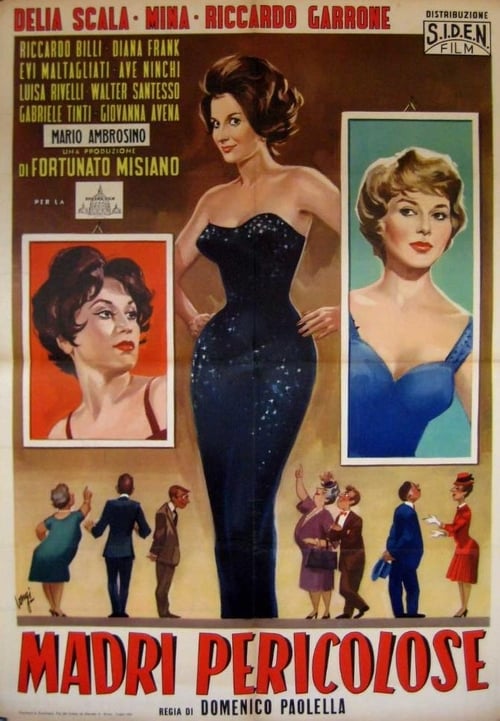 DELIA SCALA · MINA · RICCARDO GARRONE
DISTRIBUZIONE
S.I.D.E.N.
FILM
RICCARDO BILLI - DIANA FRANK
EVI MALTAGLIATI - AVE NINCHI
LUISA RIVELLI - WALTER SANTESSO
GABRIELE TINTI - GIOVANNA AVENA
MARIO AMBROSINO
UNA PRODUZIONE
DI FORTUNATO MISIANO
PER LA
MADRI PERICOLOSE
REGIA DI DOMENICO PAOLELLA